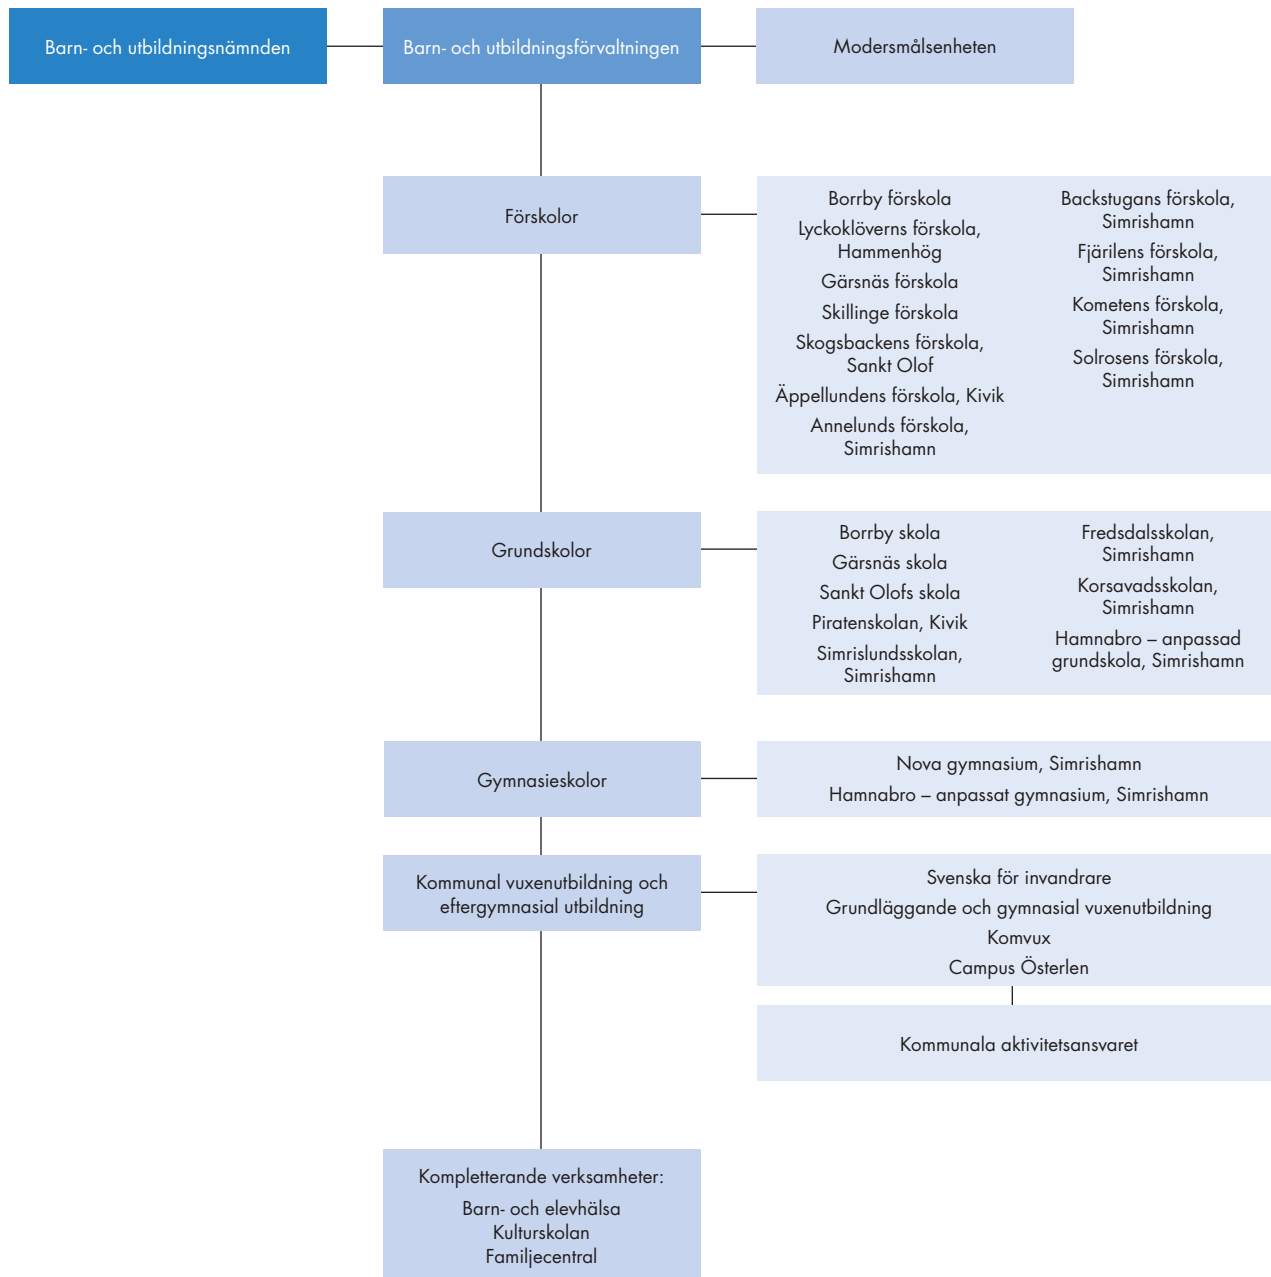 Barn- och utbildningsnämnden
Barn- och utbildningsförvaltningen
Modersmålsenheten
Förskolor
Borrby förskola
Lyckoklöverns förskola,
Hammenhög
Gärsnäs förskola
Skillinge förskola
Skogsbackens förskola,
Sankt Olof
Äppellundens förskola, Kivik
Annelunds förskola,
Simrishamn
Backstugans förskola,
Simrishamn
Fjärilens förskola,
Simrishamn
Kometens förskola,
Simrishamn
Solrosens förskola,
Simrishamn
Grundskolor
Borrby skola
Gärsnäs skola
Sankt Olofs skola
Piratenskolan, Kivik
Simrislundsskolan,
Simrishamn
Fredsdalsskolan,
Simrishamn
Korsavadsskolan,
Simrishamn
Hamnabro – anpassad
grundskola, Simrishamn
Gymnasieskolor
Nova gymnasium, Simrishamn
Hamnabro – anpassat gymnasium, Simrishamn
Kommunal vuxenutbildning och
eftergymnasial utbildning
Svenska för invandrare
Grundläggande och gymnasial vuxenutbildning
Komvux
Campus Österlen
Kommunala aktivitetsansvaret
Kompletterande verksamheter:
Barn- och elevhälsa
Kulturskolan
Familjecentral